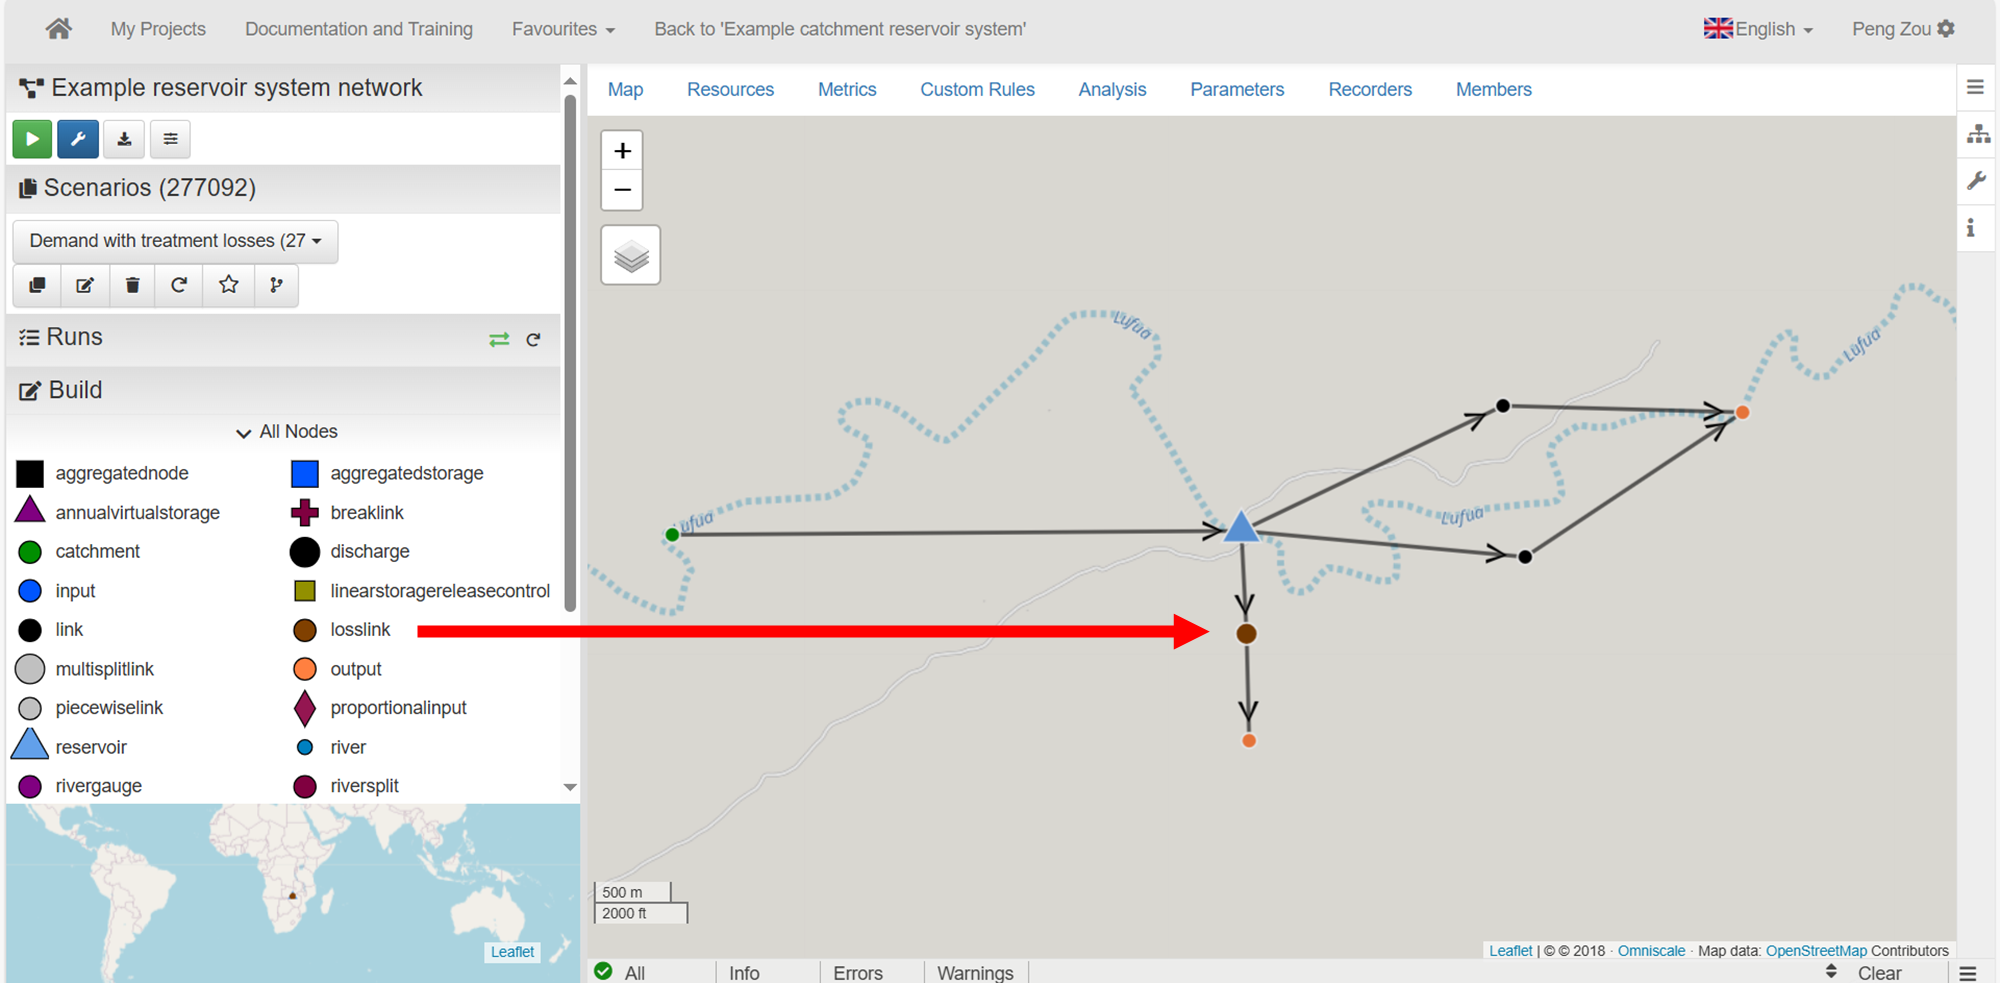 My Projects
Documentation and Training
Favourites
Back to 'Example catchment reservoir system'
English
Peng Zou
Example reservoir system network
Scenarios (277092)
Demand with treatment losses (27
Runs
Build
All Nodes
aggregatednode
aggregatedstorage
annualvirtualstorage
breaklink
catchment
discharge
input
linearstoragereleasecontrol
link
losslink
multisplitlink
output
piecewiselink
proportionalinput
reservoir
river
rivergauge
riversplit
Leaflet
Map
Resources
Metrics
Custom Rules
Analysis
Parameters
Recorders
Members
+
−
Lufua
Lufua
Lufua
Lufua
500 m
2000 ft
Leaflet | © © 2018 · Omniscale · Map data: OpenStreetMap Contributors
All
Info
Errors
Warnings
Clear